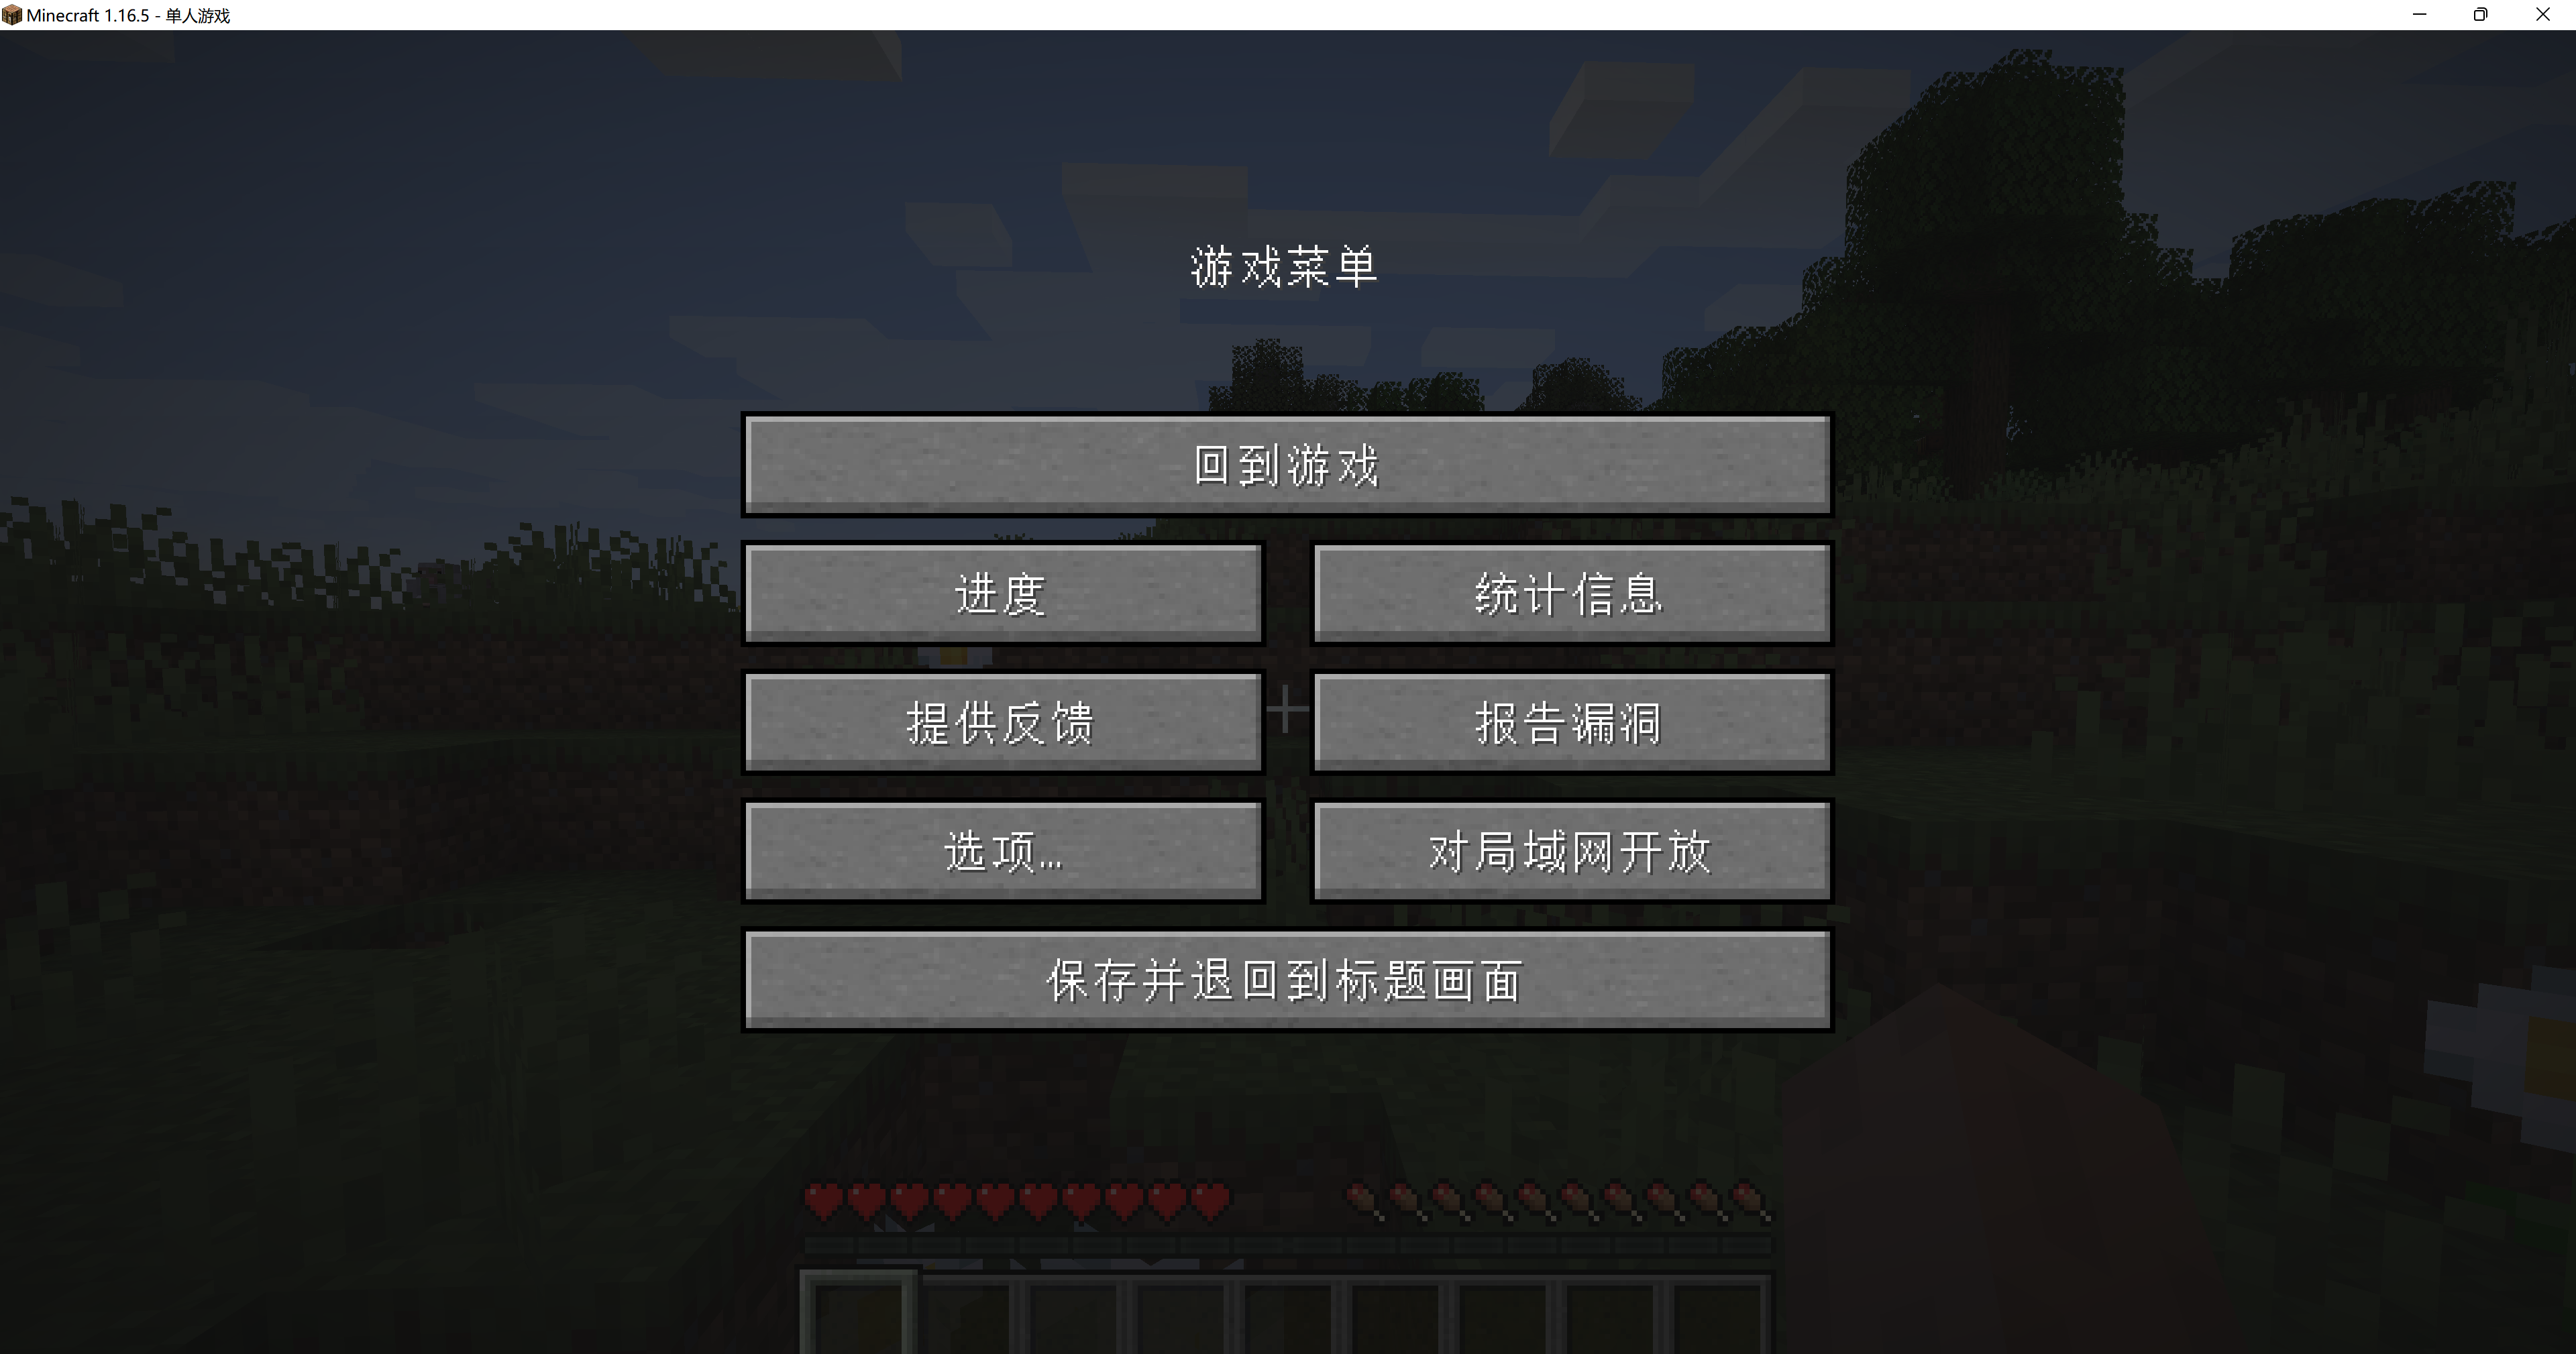 Minecraft 1.16.5 - 单人游戏
游戏菜单
回到游戏
进度
统计信息
提供反馈
报告漏洞
选项...
对局域网开放
保存并退回到标题画面